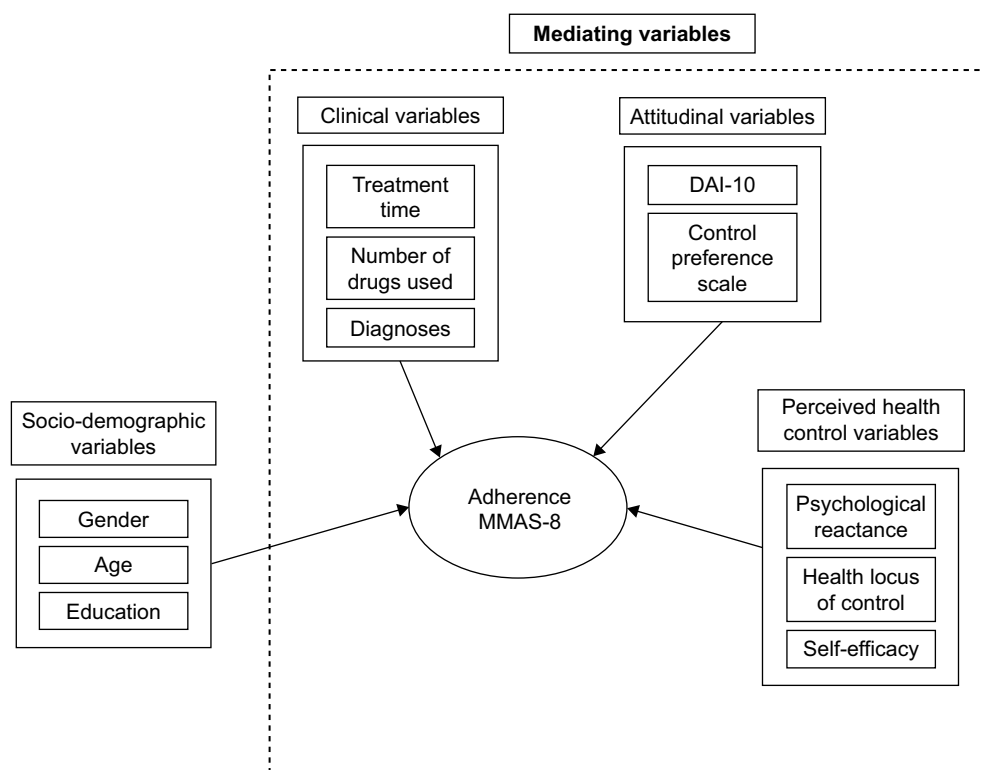 Mediating variables
Clinical variables
Treatment
time
Number of
drugs used
Diagnoses
Attitudinal variables
DAI-10
Control
preference
scale
Socio-demographic
variables
Gender
Age
Education
Adherence
MMAS-8
Perceived health
control variables
Psychological
reactance
Health locus
of control
Self-efficacy